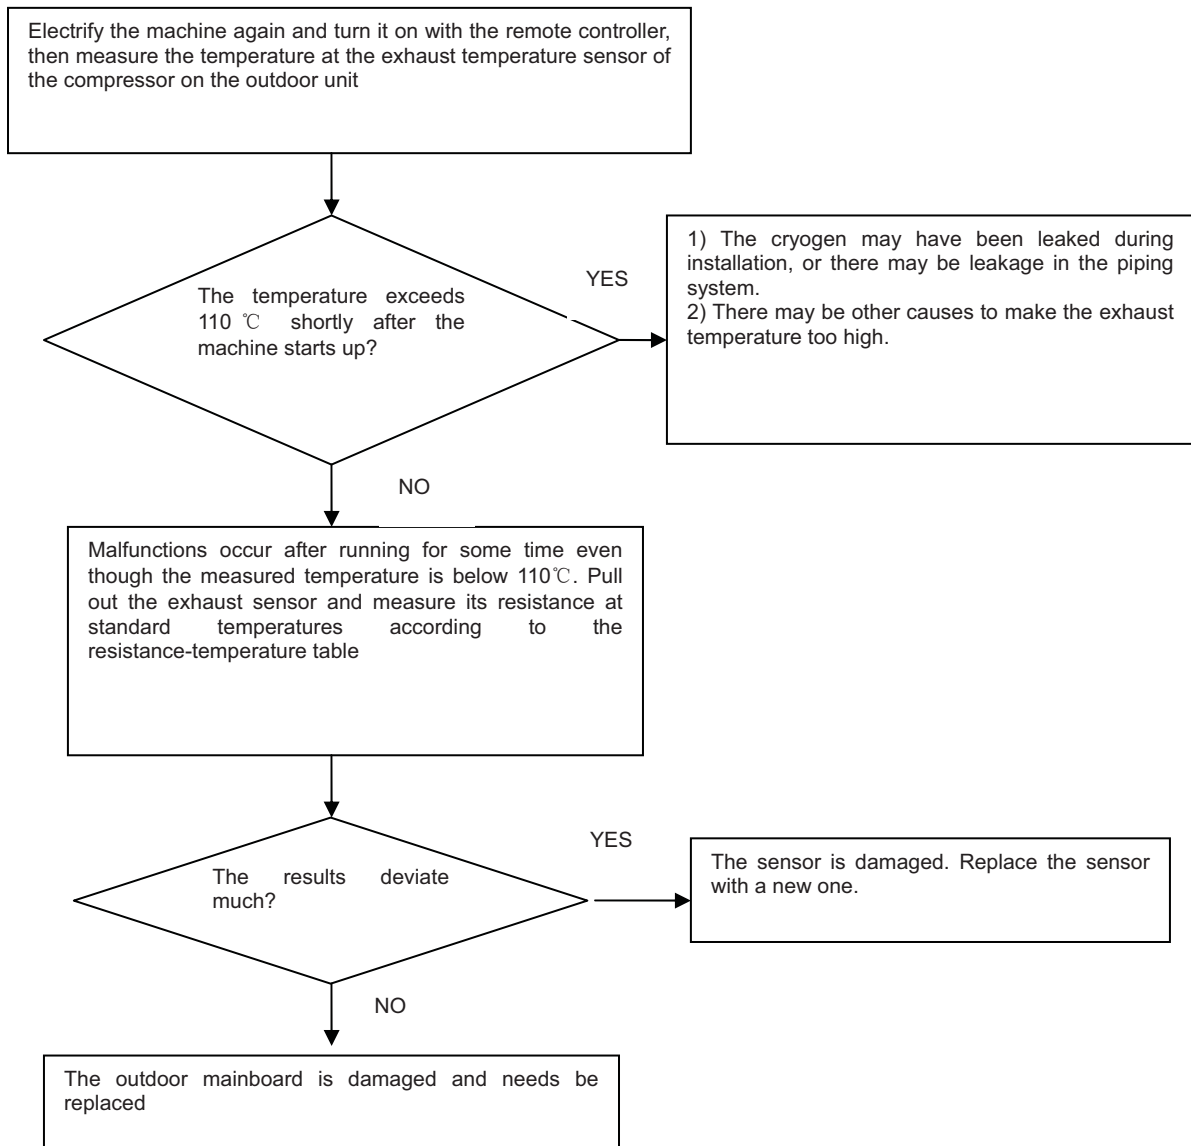 Electrify the machine again and turn it on with the remote controller,
then measure the temperature at the exhaust temperature sensor of
the compressor on the outdoor unit
The temperature exceeds
110 ℃ shortly after the
machine starts up?
YES
1) The cryogen may have been leaked during
installation, or there may be leakage in the piping
system.
2) There may be other causes to make the exhaust
temperature too high.
NO
Malfunctions occur after running for some time even
though the measured temperature is below 110℃. Pull
out the exhaust sensor and measure its resistance at
standard temperatures according to the
resistance-temperature table
The results deviate
much?
YES
The sensor is damaged. Replace the sensor
with a new one.
NO
The outdoor mainboard is damaged and needs be
replaced